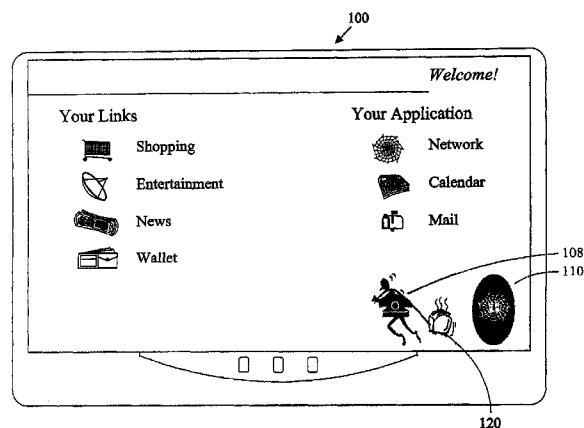 100
Welcome!
Your Links
Your Application
Shopping
Network
Entertainment
Calendar
News
Mail
Wallet
108
110
120